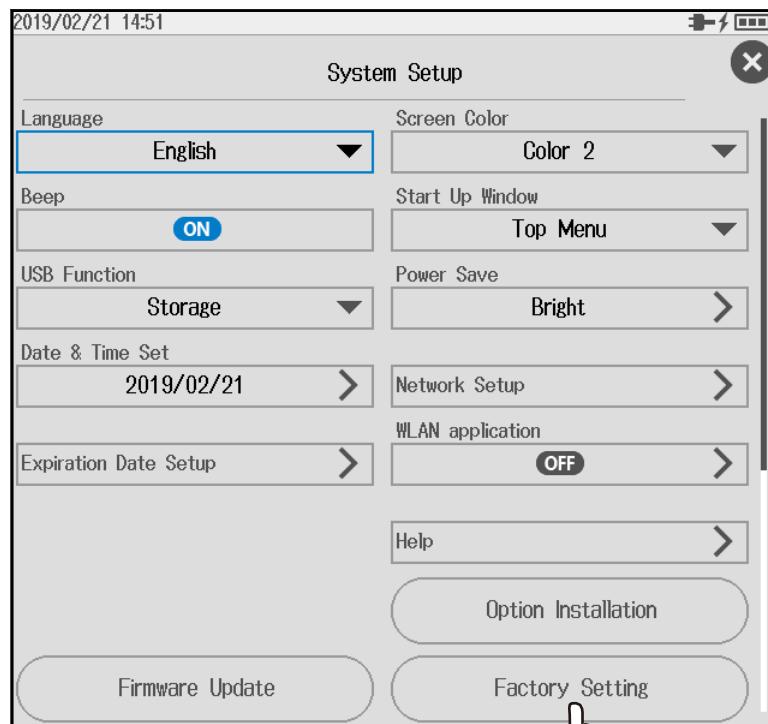 2019/02/21 14:51
System Setup
Language
English
Screen Color
Color 2
Beep
ON
Start Up Window
Top Menu
USB Function
Storage
Power Save
Bright
Date & Time Set
2019/02/21
Network Setup
WLAN application
OFF
Expiration Date Setup
Help
Option Installation
Firmware Update
Factory Setting